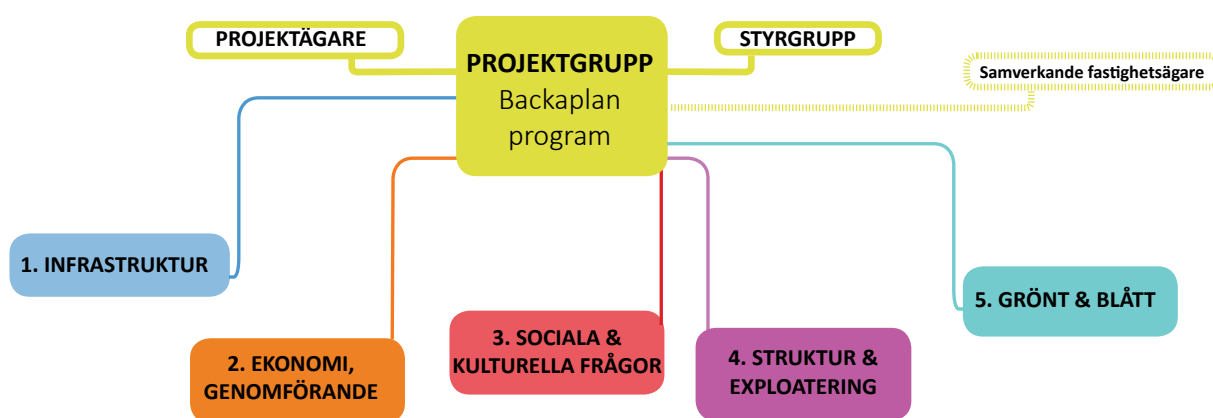 PROJEKTÄGARE
PROJEKTGRUPP
Backaplan
program
STYRGRUPP
Samverkande fastighetsägare
1. INFRASTRUKTUR
2. EKONOMI,
GENOMFÖRANDE
3. SOCIALA &
KULTURELLA FRÅGOR
4. STRUKTUR &
EXPLOATERING
5. GRÖNT & BLÅTT